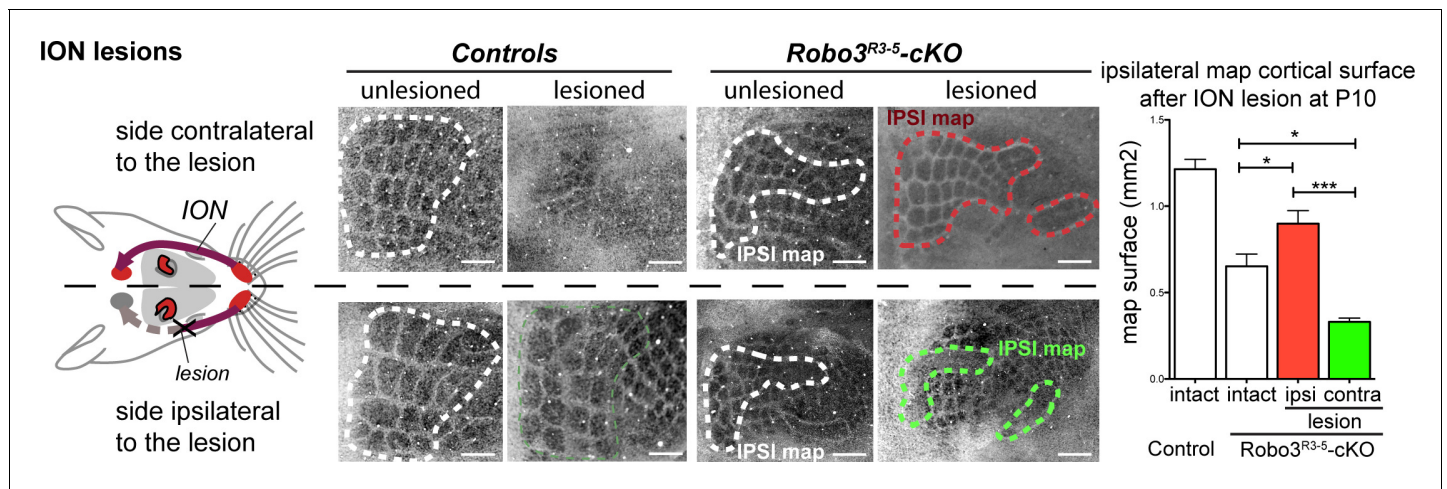 ION lesions
Controls
Robo3R3-5-cKO
unlesioned
lesioned
unlesioned
lesioned
side contralateral
to the lesion
ION
lesion
side ipsilateral
to the lesion
IPSI map
IPSI map
IPSI map
IPSI map
ipsilateral map cortical surface
after ION lesion at P10
map surface (mm2)
1.5
1.0
0.5
0.0
*
*
***
intact
intact
ipsi
contra
lesion
Control
Robo3R3-5-cKO